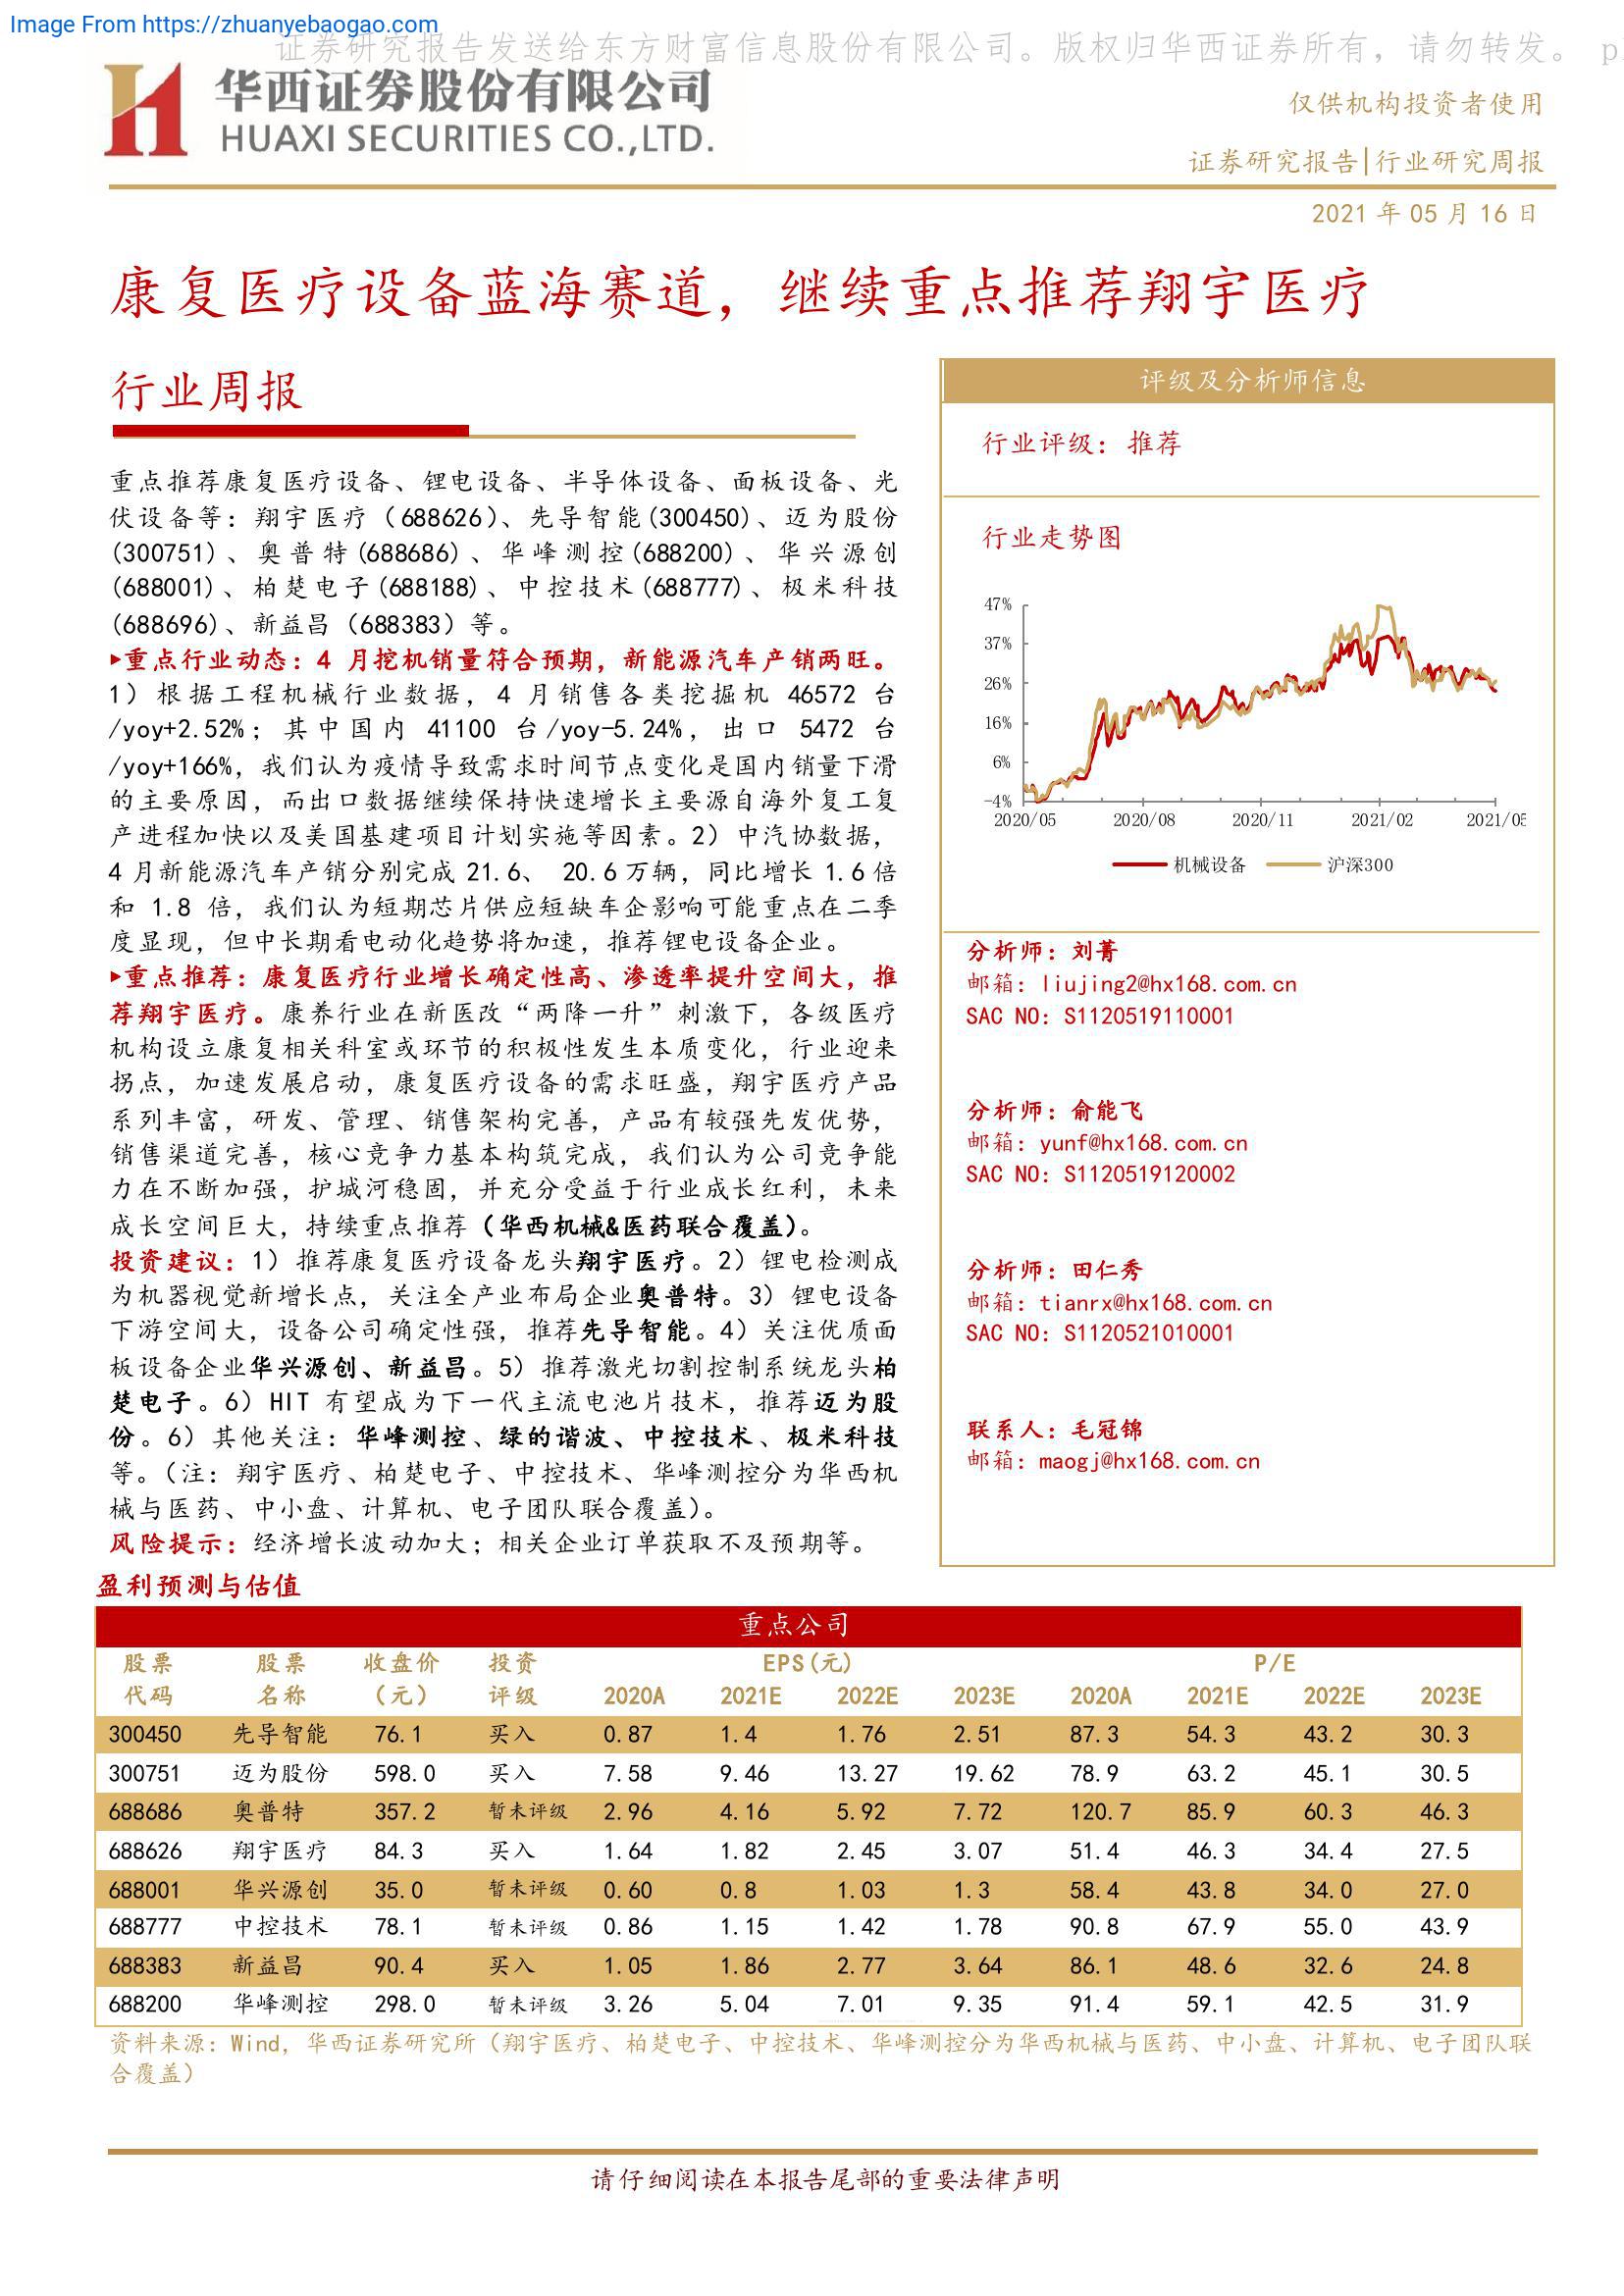 Image From https://zhuanyebaogao.com
证券研究报告发送给东方财富信息股份有限公司。版权归华西证券所有，请勿转发。 p
华西证券股份有限公司
HUAXI SECURITIES CO.,LTD.
仅供机构投资者使用
证券研究报告|行业研究周报
2021 年 05 月 16 日
康复医疗设备蓝海赛道，继续重点推荐翔宇医疗
行业周报
重点推荐康复医疗设备、锂电设备、半导体设备、面板设备、光
伏设备等：翔宇医疗（688626）、先导智能(300450)、迈为股份
(300751)、奥普特(688686)、华峰测控(688200)、华兴源创
(688001)、柏楚电子(688188)、中控技术(688777)、极米科技
(688696)、新益昌（688383）等。
▸重点行业动态：4 月挖机销量符合预期，新能源汽车产销两旺。
1）根据工程机械行业数据，4 月销售各类挖掘机 46572 台
/yoy+2.52%；其中国内 41100 台/yoy-5.24%，出口 5472 台
/yoy+166%，我们认为疫情导致需求时间节点变化是国内销量下滑
的主要原因，而出口数据继续保持快速增长主要源自海外复工复
产进程加快以及美国基建项目计划实施等因素。2）中汽协数据，
4 月新能源汽车产销分别完成 21.6、 20.6 万辆，同比增长 1.6 倍
和 1.8 倍，我们认为短期芯片供应短缺车企影响可能重点在二季
度显现，但中长期看电动化趋势将加速，推荐锂电设备企业。
▸重点推荐：康复医疗行业增长确定性高、渗透率提升空间大，推
荐翔宇医疗。康养行业在新医改“两降一升”刺激下，各级医疗
机构设立康复相关科室或环节的积极性发生本质变化，行业迎来
拐点，加速发展启动，康复医疗设备的需求旺盛，翔宇医疗产品
系列丰富，研发、管理、销售架构完善，产品有较强先发优势，
销售渠道完善，核心竞争力基本构筑完成，我们认为公司竞争能
力在不断加强，护城河稳固，并充分受益于行业成长红利，未来
成长空间巨大，持续重点推荐（华西机械&医药联合覆盖）。
投资建议：1）推荐康复医疗设备龙头翔宇医疗。2）锂电检测成
为机器视觉新增长点，关注全产业布局企业奥普特。3）锂电设备
下游空间大，设备公司确定性强，推荐先导智能。4）关注优质面
板设备企业华兴源创、新益昌。5）推荐激光切割控制系统龙头柏
楚电子。6）HIT 有望成为下一代主流电池片技术，推荐迈为股
份。6）其他关注：华峰测控、绿的谐波、中控技术、极米科技
等。（注：翔宇医疗、柏楚电子、中控技术、华峰测控分为华西机
械与医药、中小盘、计算机、电子团队联合覆盖）。
风险提示：经济增长波动加大；相关企业订单获取不及预期等。
评级及分析师信息
行业评级：推荐
行业走势图
47%
37%
26%
16%
6%
-4%
2020/05 2020/08 2020/11 2021/02 2021/05
机械设备 沪深300
分析师：刘菁
邮箱：liujing2@hx168.com.cn
SAC NO：S1120519110001
分析师：俞能飞
邮箱：yunf@hx168.com.cn
SAC NO：S1120519120002
分析师：田仁秀
邮箱：tianrx@hx168.com.cn
SAC NO：S1120521010001
联系人：毛冠锦
邮箱：maogj@hx168.com.cn
盈利预测与估值
重点公司
股票 股票 收盘价 投资 EPS(元) P/E
代码 名称 （元） 评级 2020A 2021E 2022E 2023E 2020A 2021E 2022E 2023E
300450 先导智能 76.1 买入 0.87 1.4 1.76 2.51 87.3 54.3 43.2 30.3
300751 迈为股份 598.0 买入 7.58 9.46 13.27 19.62 78.9 63.2 45.1 30.5
688686 奥普特 357.2 暂未评级 2.96 4.16 5.92 7.72 120.7 85.9 60.3 46.3
688626 翔宇医疗 84.3 买入 1.64 1.82 2.45 3.07 51.4 46.3 34.4 27.5
688001 华兴源创 35.0 暂未评级 0.60 0.8 1.03 1.3 58.4 43.8 34.0 27.0
688777 中控技术 78.1 暂未评级 0.86 1.15 1.42 1.78 90.8 67.9 55.0 43.9
688383 新益昌 90.4 买入 1.05 1.86 2.77 3.64 86.1 48.6 32.6 24.8
688200 华峰测控 298.0 暂未评级 3.26 5.04 7.01 9.35 91.4 59.1 42.5 31.9
资料来源：Wind，华西证券研究所（翔宇医疗、柏楚电子、中控技术、华峰测控分为华西机械与医药、中小盘、计算机、电子团队联
合覆盖）
请仔细阅读在本报告尾部的重要法律声明